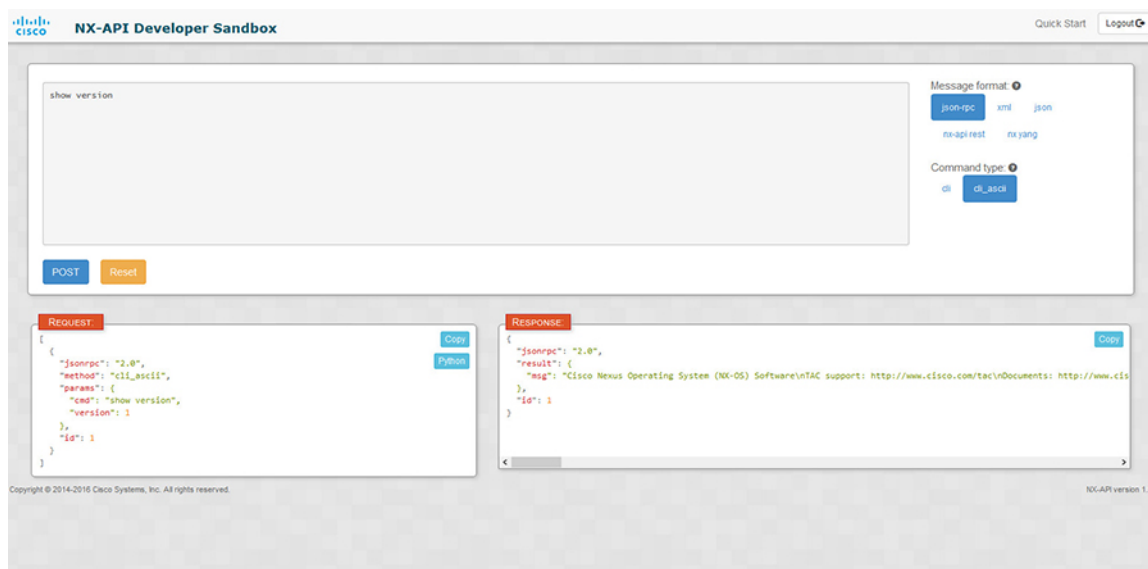 cisco
NX-API Developer Sandbox
Quick Start
Logout
show version
Message format:
json-rpc xml json
nx-api rest nx yang
Command type:
cli cli_ascii
POST Reset
REQUEST:
Copy
Python
[
{
"jsonrpc": "2.0",
"method": "cli_ascii",
"params": {
"cmd": "show version",
"version": 1
},
"id": 1
}
]
RESPONSE:
Copy
{
"jsonrpc": "2.0",
"result": {
"msg": "Cisco Nexus Operating System (NX-OS) Software\nTAC support: http://www.cisco.com/tac\nDocuments: http://www.cis
},
"id": 1
}
Copyright © 2014-2016 Cisco Systems, Inc. All rights reserved.
NX-API version 1.